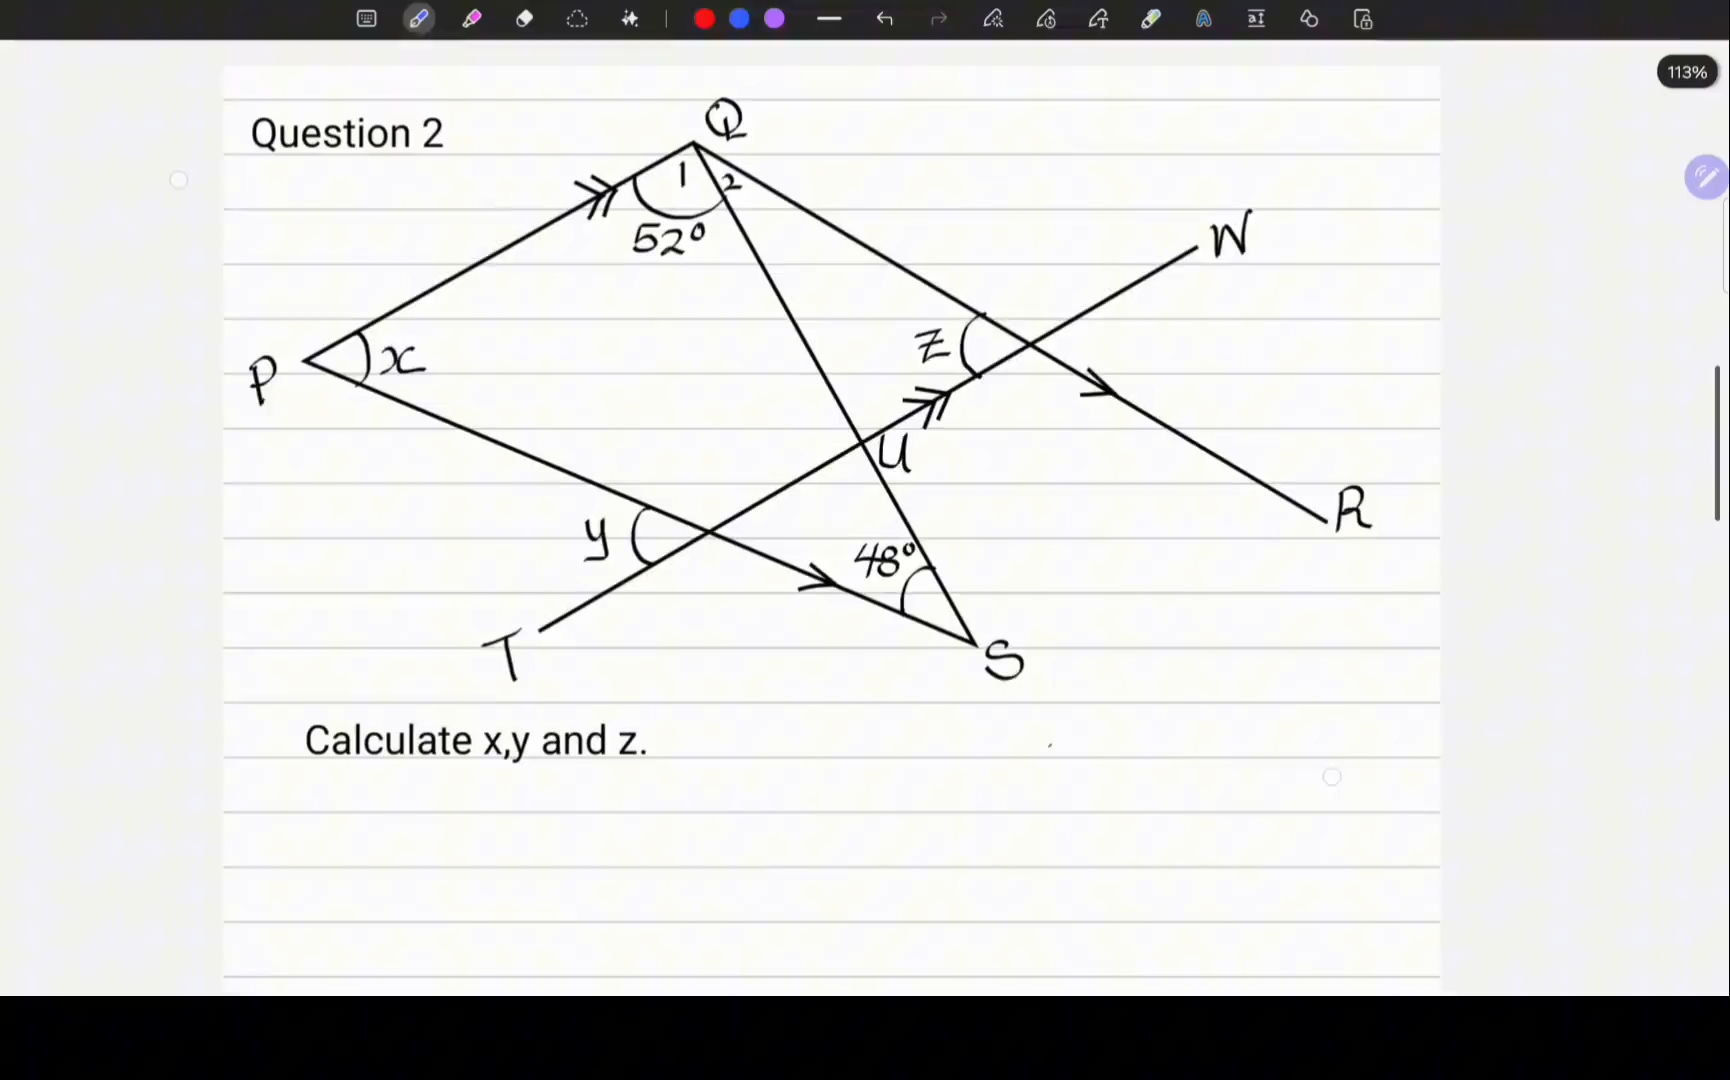 113%
Question 2
Q
1
2
52°
W
P
x
z
U
R
y
48°
T
S
Calculate x,y and z.